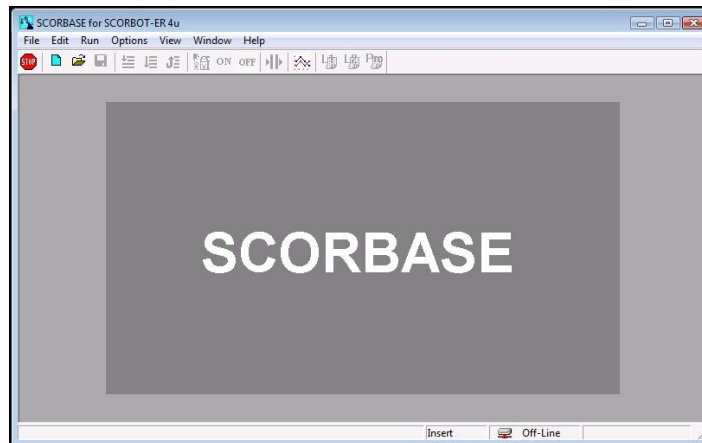 SCORBASE for SCORBOT-ER 4u
File Edit Run Options View Window Help
STOP ON OFF
SCORBASE
Insert Off-Line